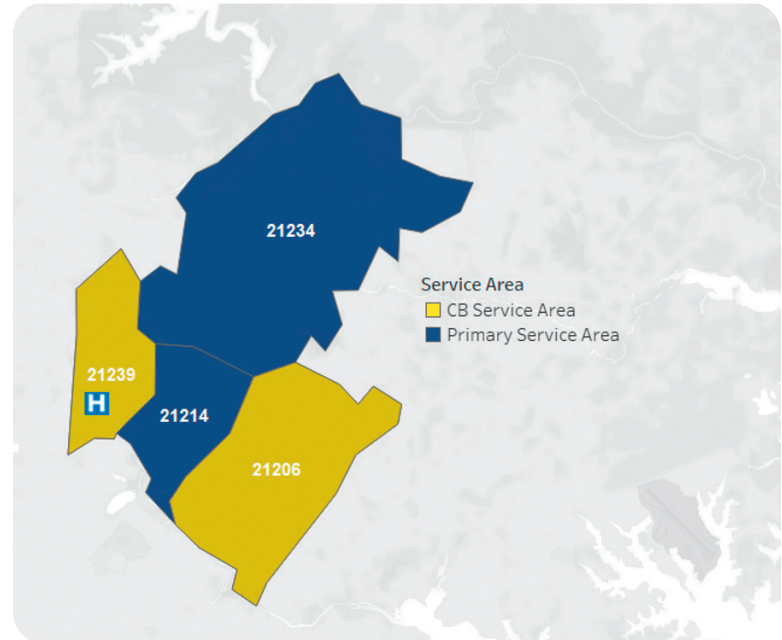 21234
Service Area
CB Service Area
Primary Service Area
21239
H
21214
21206